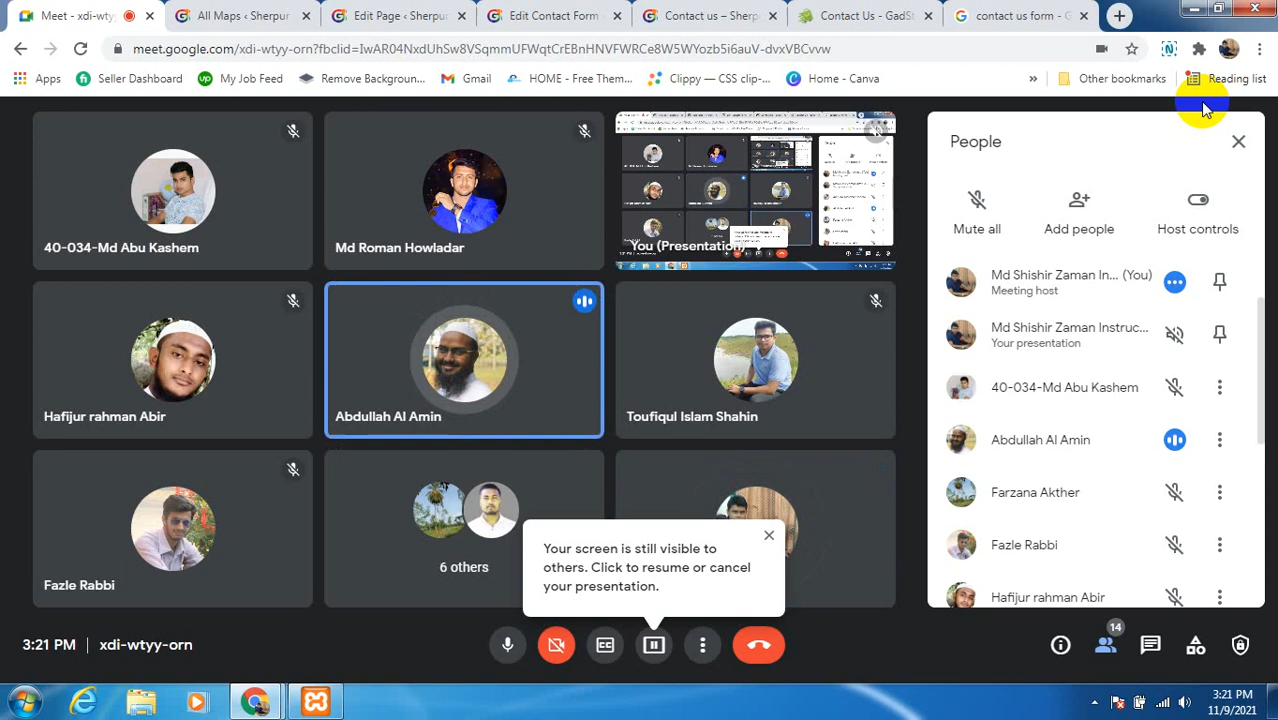 Meet - xdi-wty
All Maps ‹ Sherpur
Edit Page ‹ Sherpur
Edit Contact Form
Contact us – Sherp
Contact Us - GadSt
contact us form - G
meet.google.com/xdi-wtyy-orn?fbclid=IwAR04NxdUhSw8rSqmmUFWqtCrEBnHNVFWRCe8W5WYozb5i6auV-dvxVBCvvw
Apps
Seller Dashboard
My Job Feed
Remove Backgroun...
Gmail
HOME - Free Them...
Clippy — CSS clip-...
Home - Canva
»
Other bookmarks
Reading list
40-034-Md Abu Kashem
Md Roman Howladar
You (Presentation)
Hafijur rahman Abir
Abdullah Al Amin
Toufiqul Islam Shahin
Fazle Rabbi
6 others
Your screen is still visible to
others. Click to resume or cancel
your presentation.
People
Mute all
Add people
Host controls
Md Shishir Zaman In... (You)
Meeting host
Md Shishir Zaman Instruc...
Your presentation
40-034-Md Abu Kashem
Abdullah Al Amin
Farzana Akther
Fazle Rabbi
Hafijur rahman Abir
3:21 PM | xdi-wtyy-orn
CC
14
3:21 PM
11/9/2021